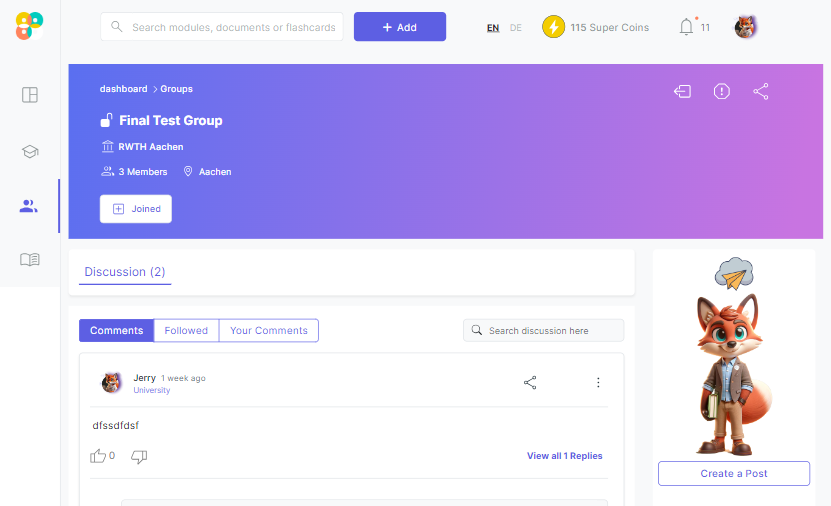 Search modules, documents or flashcards
+ Add
EN DE
115 Super Coins
11
dashboard > Groups
Final Test Group
RWTH Aachen
3 Members Aachen
Joined
Discussion (2)
Comments Followed Your Comments
Search discussion here
Jerry 1 week ago
University
dfssdfdsf
0
View all 1 Replies
Create a Post